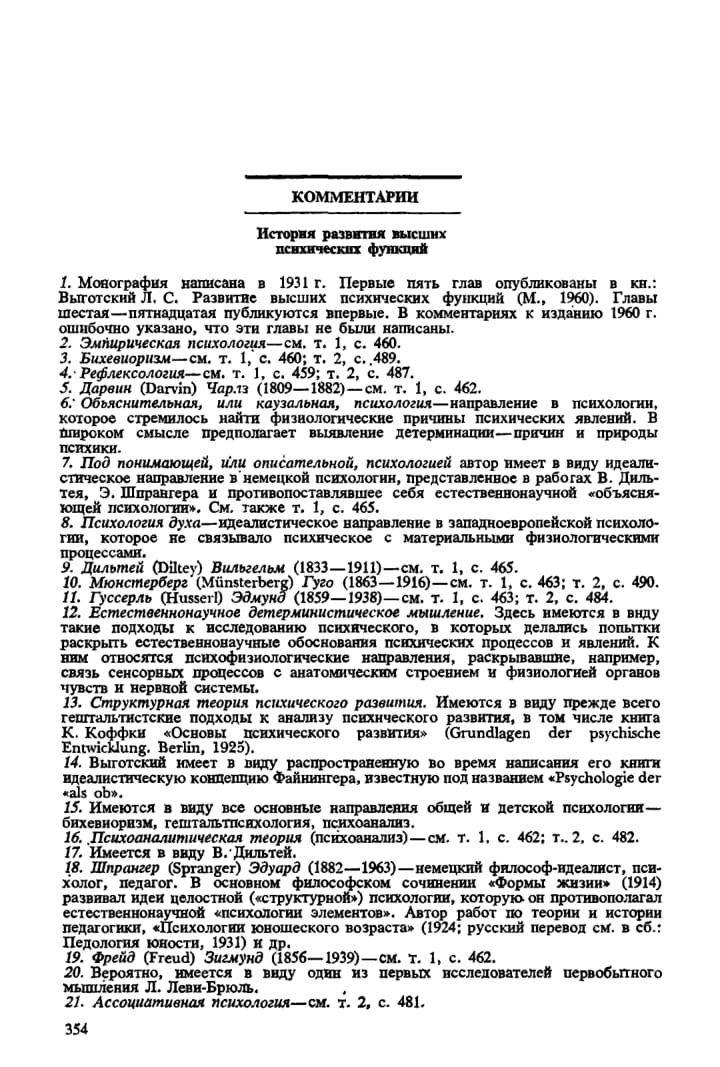 КОММЕНТАРИИ
История развития высших
психических функций
1. Монография написана в 1931 г. Первые пять глав опубликованы в кн.:
Выготский Л. С. Развитие высших психических функций (М., 1960). Главы
шестая—пятнадцатая публикуются впервые. В комментариях к изданию 1960 г.
ошибочно указано, что эти главы не были написаны.
2. Эмпирическая психология—см. т. 1, с. 460.
3. Бихевиоризм—см. т. 1, с. 460; т. 2, с. 489.
4. Рефлексология—см. т. 1, с. 459; т. 2, с. 487.
5. Дарвин (Darvin) Чарлз (1809—1882)—см. т. 1, с. 462.
6. Объяснительная, или каузальная, психология—направление в психологии,
которое стремилось найти физиологические причины психических явлений. В
широком смысле предполагает выявление детерминации—причин и природы
психики.
7. Под понимающей, или описательной, психологией автор имеет в виду идеали-
стическое направление в немецкой психологии, представленное в работах В. Диль-
тея, Э. Шпрангера и противопоставлявшее себя естественнонаучной «объясня-
ющей психологии». См. также т. 1, с. 465.
8. Психология духа—идеалистическое направление в западноевропейской психоло-
гии, которое не связывало психическое с материальными физиологическими
процессами.
9. Дильтей (Diltey) Вильгельм (1833—1911)—см. т. 1, с. 465.
10. Мюнстерберг (Münsterberg) Гуго (1863—1916)—см. т. 1, с. 463; т. 2, с. 490.
11. Гуссерль (Husserl) Эдмунд (1859—1938)—см. т. 1, с. 463; т. 2, с. 484.
12. Естественнонаучное детерминистическое мышление. Здесь имеются в виду
такие подходы к исследованию психического, в которых делались попытки
раскрыть естественнонаучные обоснования психических процессов и явлений. К
ним относятся психофизиологические направления, раскрывавшие, например,
связь сенсорных процессов с анатомическим строением и физиологией органов
чувств и нервной системы.
13. Структурная теория психического развития. Имеются в виду прежде всего
гештальтистские подходы к анализу психического развития, в том числе книга
К. Коффки «Основы психического развития» (Grundlagen der psychische
Entwicklung. Berlin, 1925).
14. Выготский имеет в виду распространенную во время написания его книги
идеалистическую концепцию Файнингера, известную под названием «Psychologie der
«als ob».
15. Имеются в виду все основные направления общей и детской психологии—
бихевиоризм, гештальтпсихология, психоанализ.
16. Психоаналитическая теория (психоанализ)—см. т. 1, с. 462; т. 2, с. 482.
17. Имеется в виду В. Дильтей.
18. Шпрангер (Spranger) Эдуард (1882—1963)—немецкий философ-идеалист, пси-
холог, педагог. В основном философском сочинении «Формы жизни» (1914)
развивал идеи целостной («структурной») психологии, которую он противополагал
естественнонаучной «психологии элементов». Автор работ по теории и истории
педагогики, «Психологии юношеского возраста» (1924; русский перевод см. в сб.:
Педология юности, 1931) и др.
19. Фрейд (Freud) Зигмунд (1856—1939)—см. т. 1, с. 462.
20. Вероятно, имеется в виду один из первых исследователей первобытного
мышления Л. Леви-Брюль.
21. Ассоциативная психология—см. т. 2, с. 481.
354